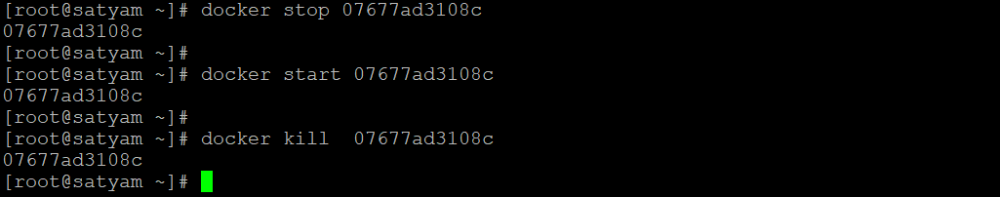 [root@satyam ~]# docker stop 07677ad3108c
07677ad3108c
[root@satyam ~]#
[root@satyam ~]# docker start 07677ad3108c
07677ad3108c
[root@satyam ~]#
[root@satyam ~]# docker kill  07677ad3108c
07677ad3108c
[root@satyam ~]#